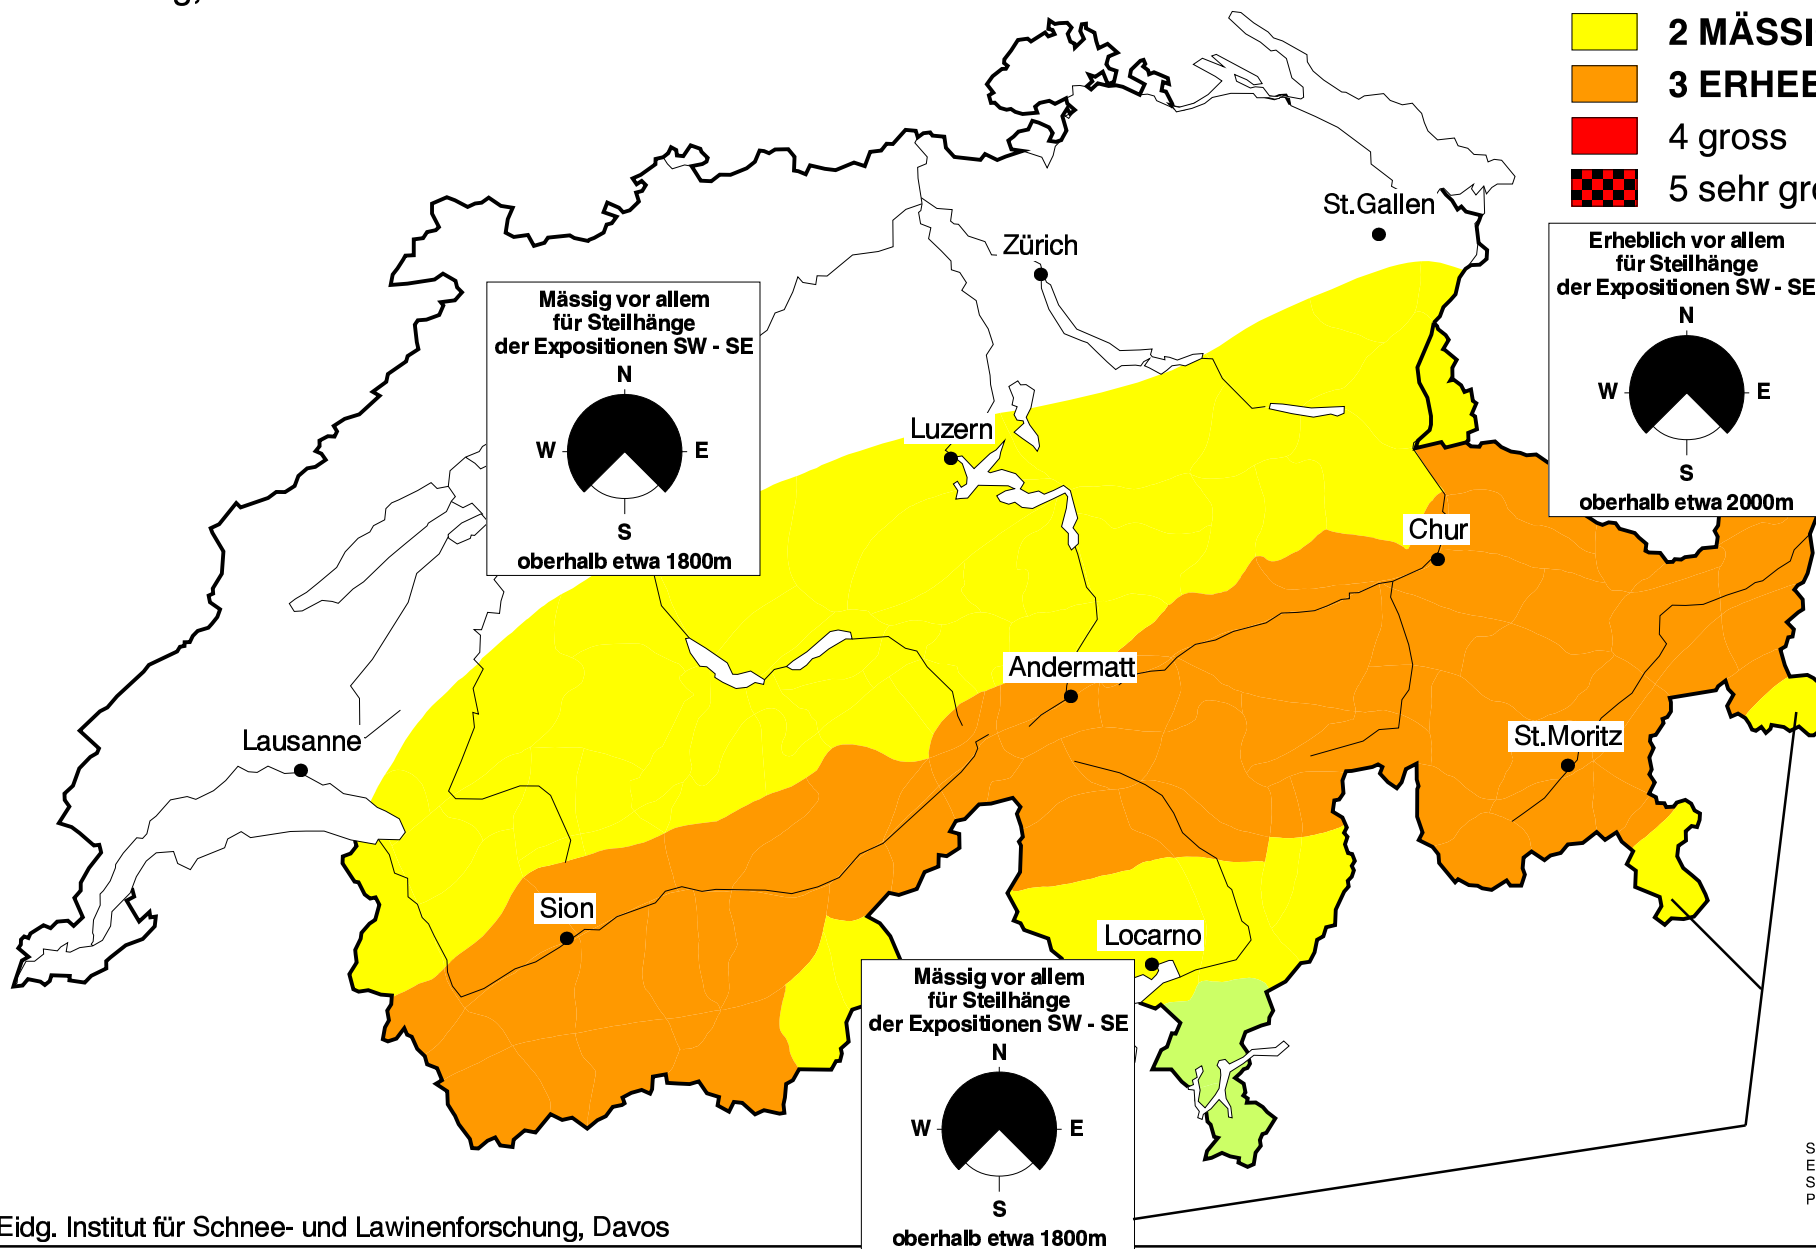 2 MÄSSI
3 ERHEB
4 gross
5 sehr gr
St.Gallen
Zürich
Erheblich vor allem
für Steilhänge
der Expositionen SW - SE
N
W E
S
oberhalb etwa 2000m
Mässig vor allem
für Steilhänge
der Expositionen SW - SE
N
W E
S
oberhalb etwa 1800m
Luzern
Chur
Andermatt
Lausanne
St.Moritz
Sion
Locarno
Mässig vor allem
für Steilhänge
der Expositionen SW - SE
N
W E
S
oberhalb etwa 1800m
S
E
S
P
Eidg. Institut für Schnee- und Lawinenforschung, Davos